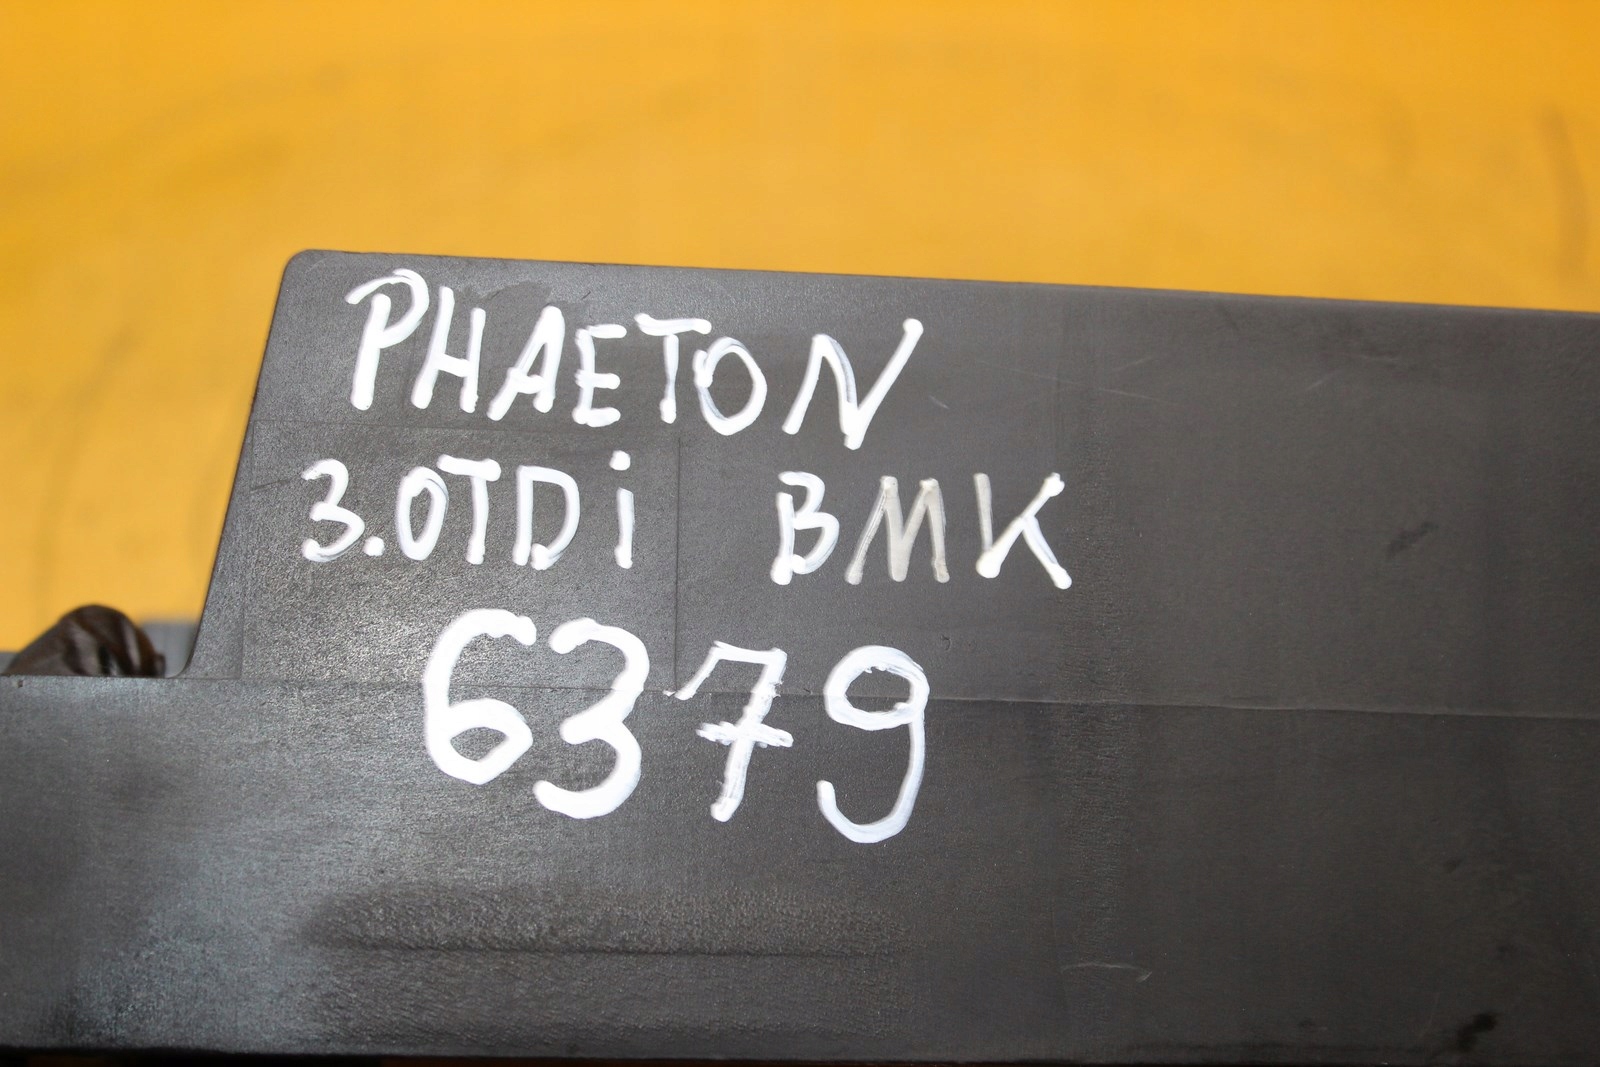 PHAETON
3.0TDi BMK
6379